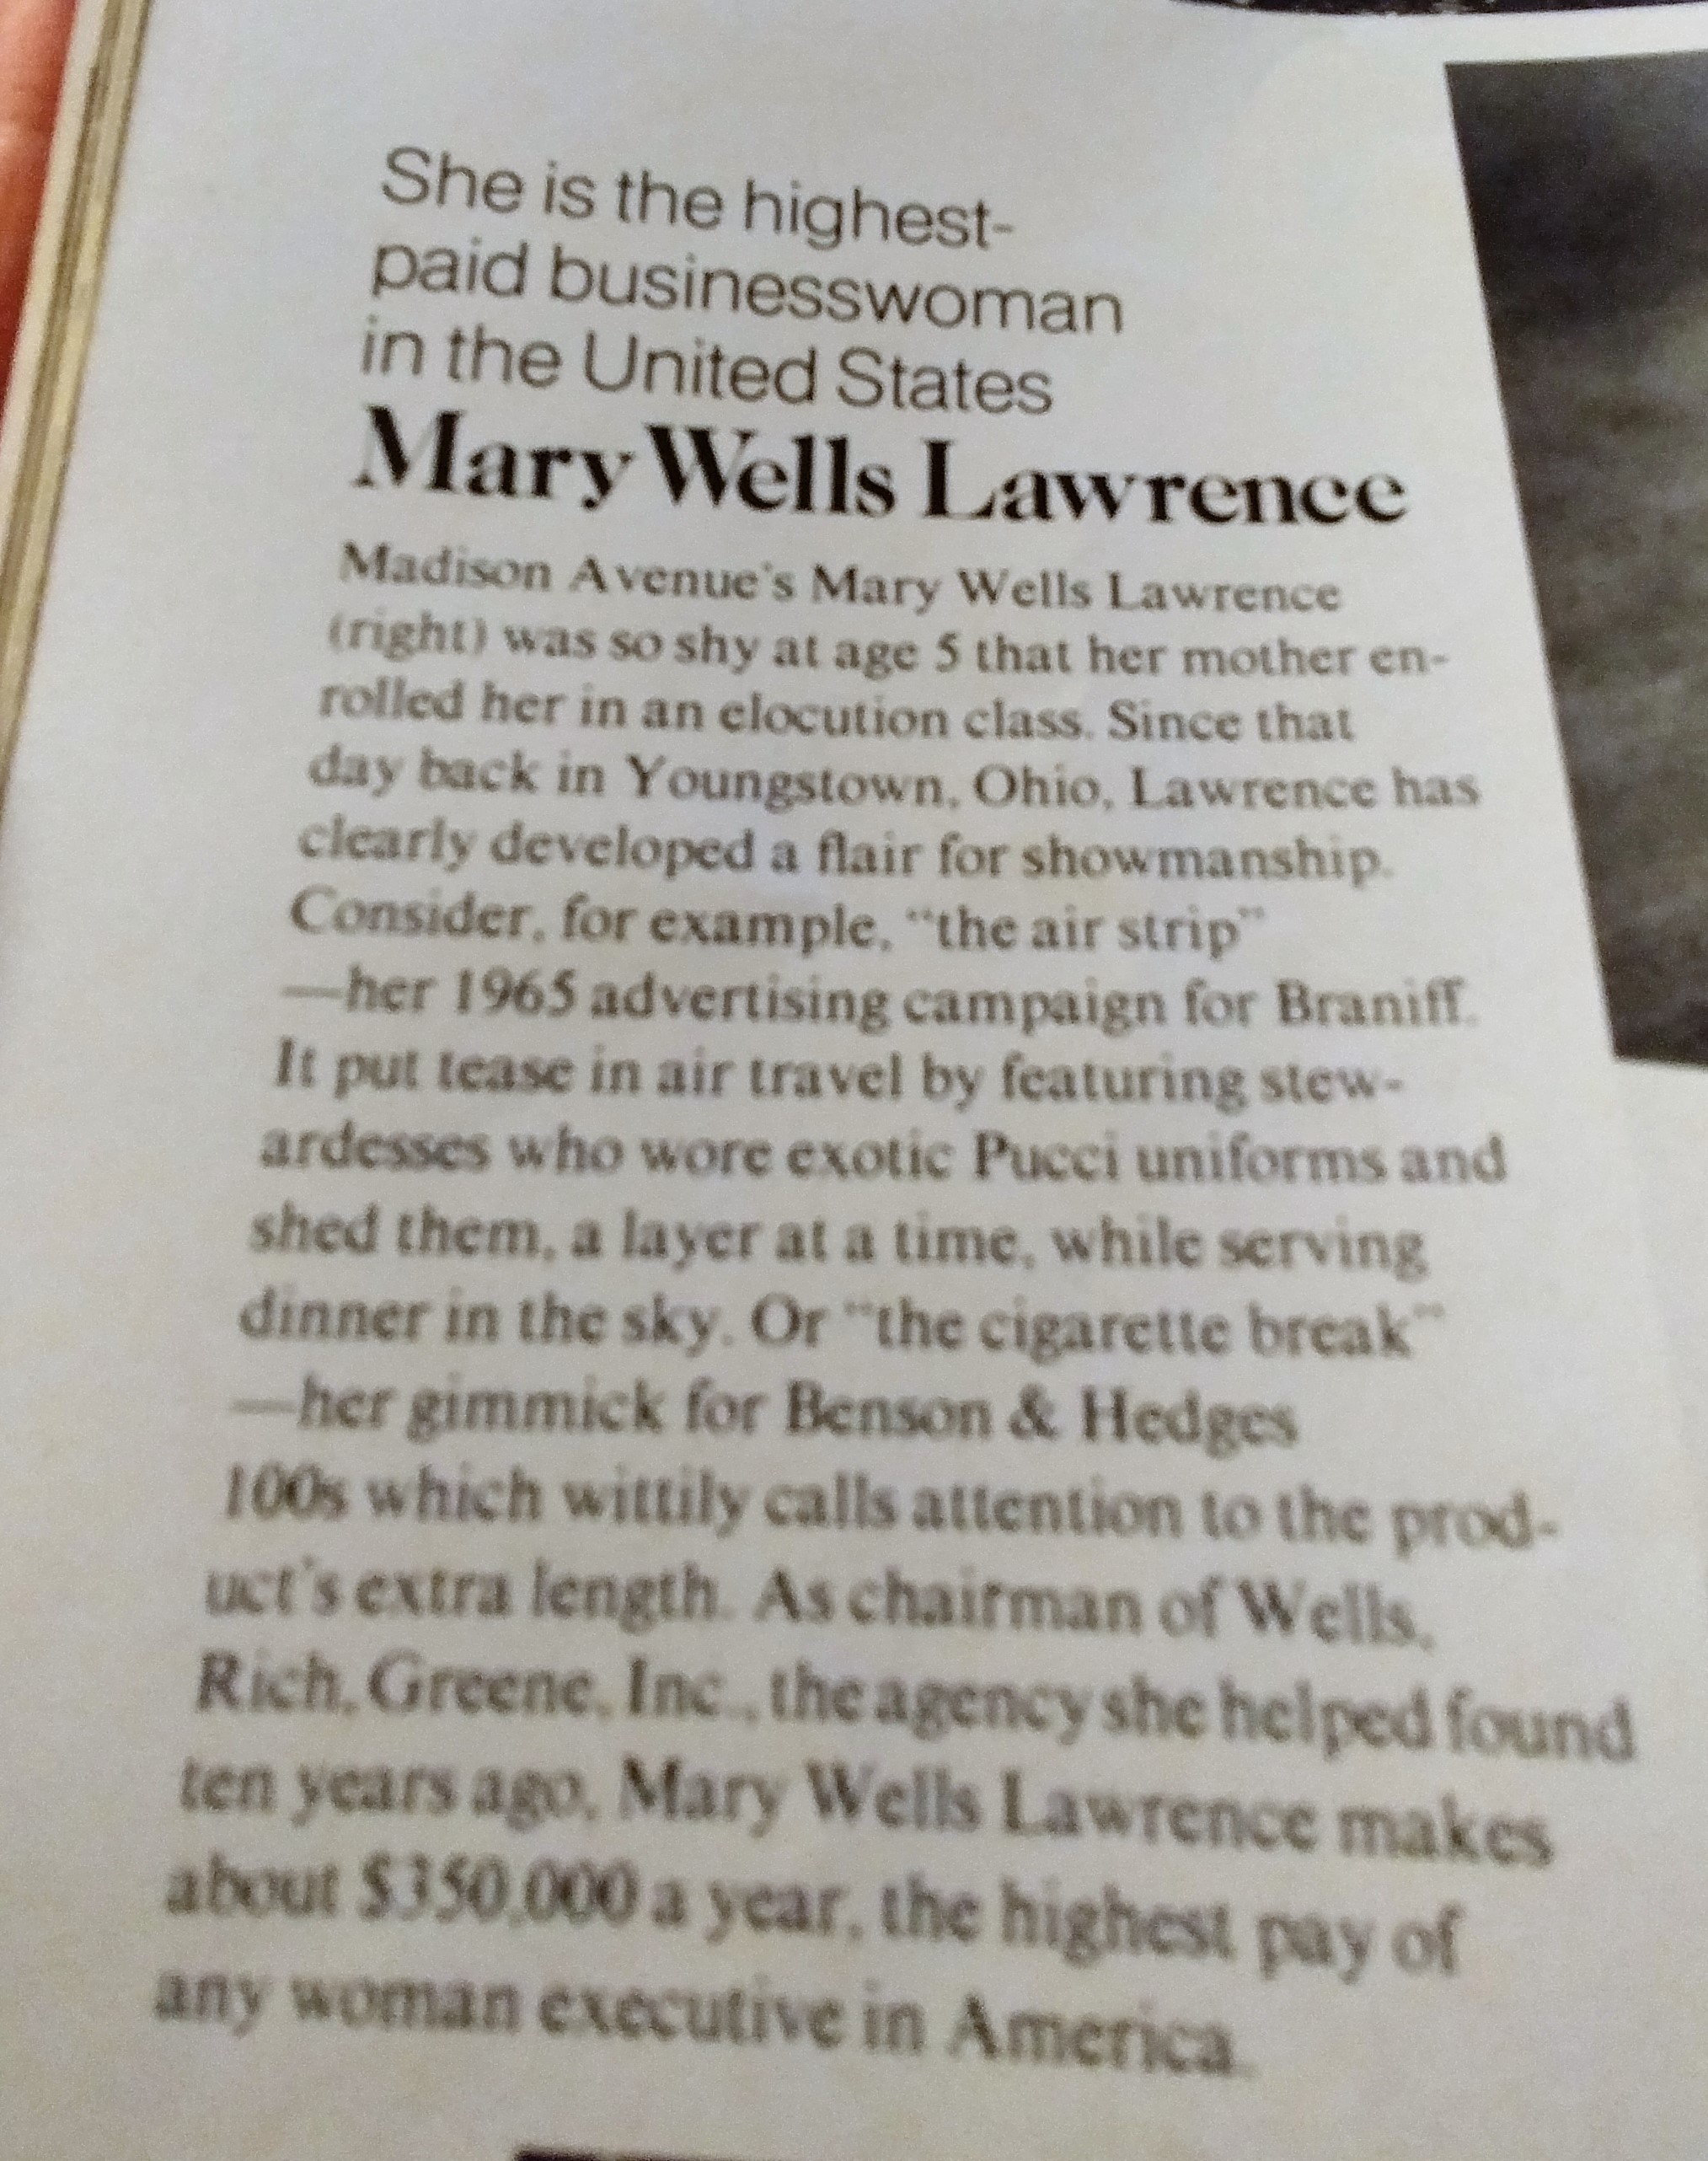 She is the highest-
paid businesswoman
in the United States
Mary Wells Lawrence
Madison Avenue's Mary Wells Lawrence
(right) was so shy at age 5 that her mother en-
rolled her in an elocution class. Since that
day back in Youngstown, Ohio, Lawrence has
clearly developed a flair for showmanship.
Consider, for example, “the air strip”
—her 1965 advertising campaign for Braniff.
It put tease in air travel by featuring stew-
ardesses who wore exotic Pucci uniforms and
shed them, a layer at a time, while serving
dinner in the sky. Or “the cigarette break”
—her gimmick for Benson & Hedges
100s which wittily calls attention to the prod-
uct's extra length. As chairman of Wells,
Rich, Greene, Inc., the agency she helped found
ten years ago, Mary Wells Lawrence makes
about $350,000 a year, the highest pay of
any woman executive in America.